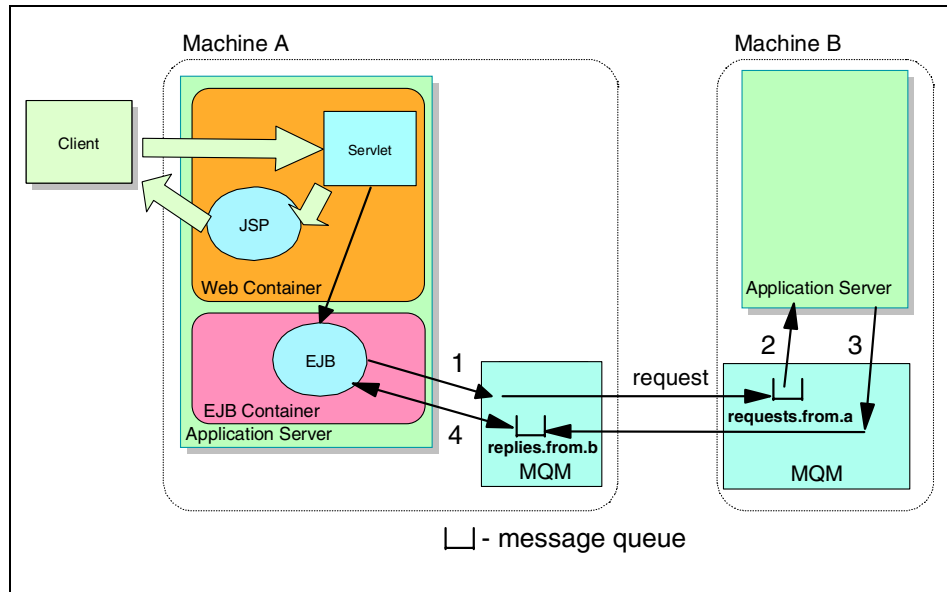 Machine A
Machine B
Client
Servlet
JSP
Web Container
Application Server
EJB
1
2
3
request
requests.from.a
EJB Container
Application Server
4
replies.from.b
MQM
MQM
- message queue